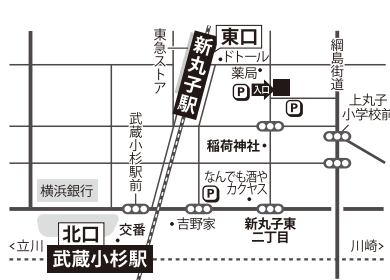 東急ストア
新丸子駅
東口
ドトール
薬局
P
入口
P
綱島街道
上丸子
小学校前
武蔵小杉駅前
稲荷神社
なんでも酒や
カクヤス
P
横浜銀行
北口
交番
吉野家
新丸子東
二丁目
武蔵小杉駅
<立川
川崎>